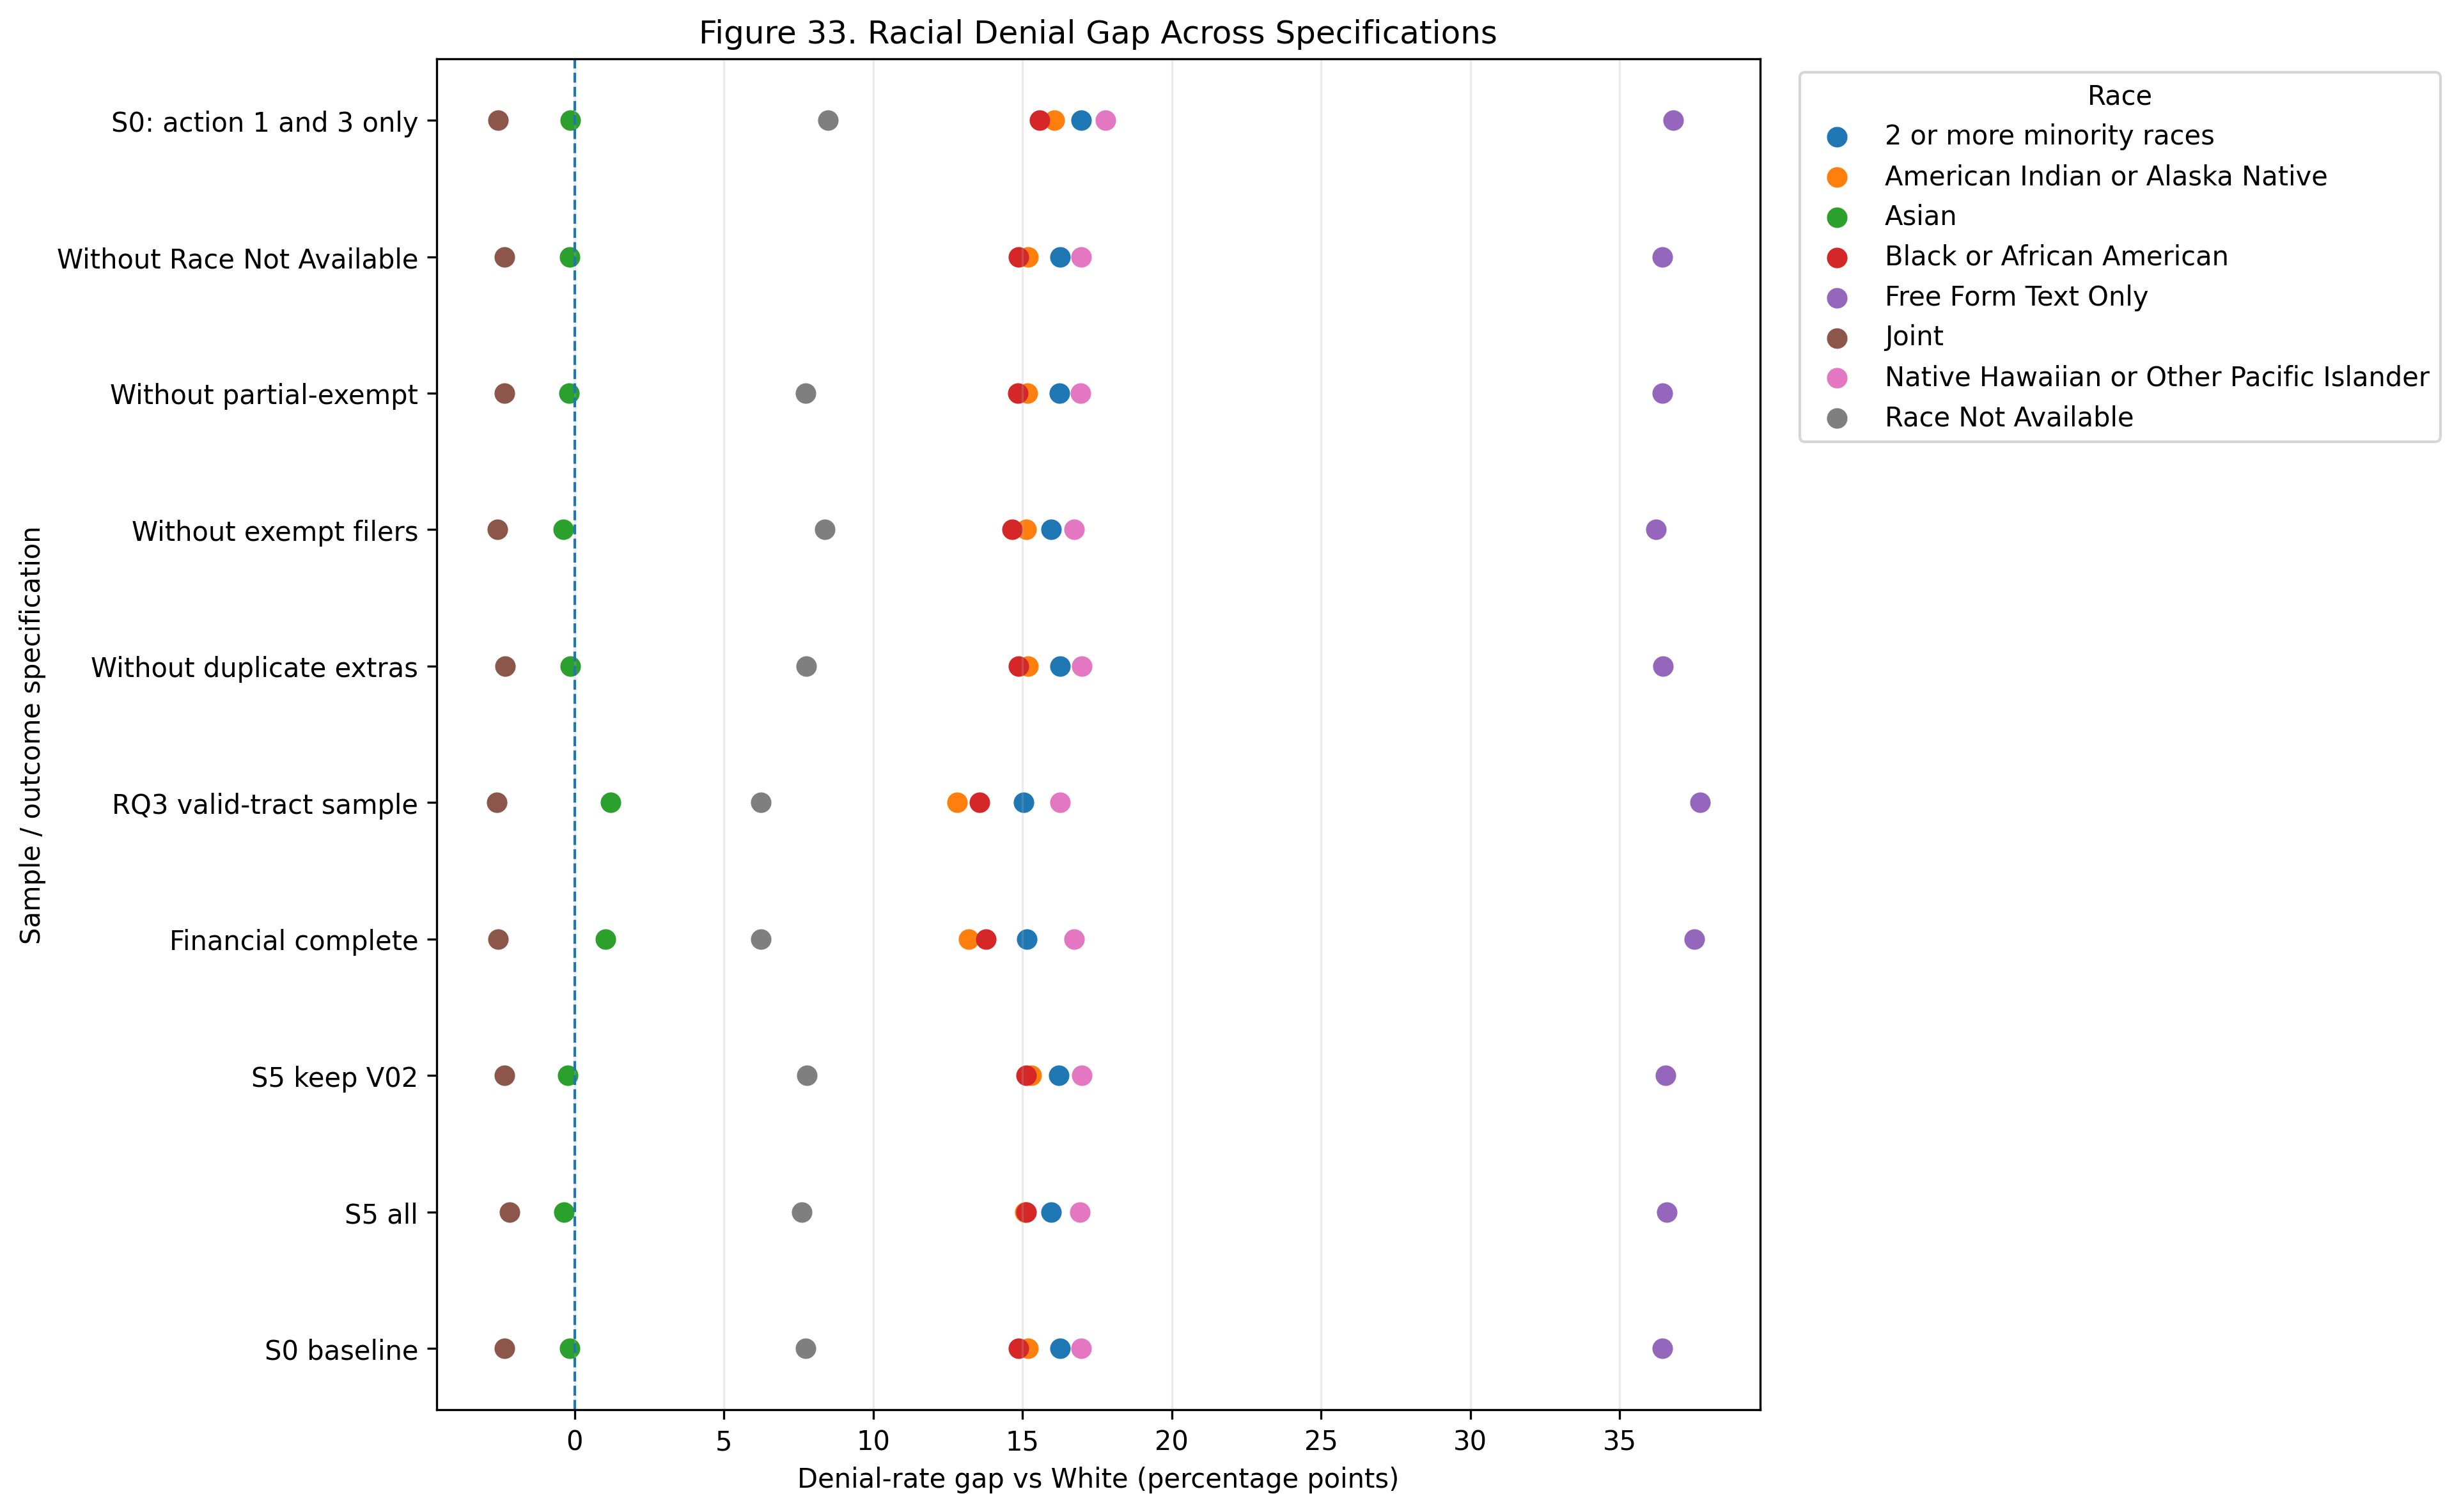 Figure 33. Racial Denial Gap Across Specifications
Sample / outcome specification
S0: action 1 and 3 only
Without Race Not Available
Without partial-exempt
Without exempt filers
Without duplicate extras
RQ3 valid-tract sample
Financial complete
S5 keep V02
S5 all
S0 baseline
0 5 10 15 20 25 30 35
Denial-rate gap vs White (percentage points)
Race
2 or more minority races
American Indian or Alaska Native
Asian
Black or African American
Free Form Text Only
Joint
Native Hawaiian or Other Pacific Islander
Race Not Available